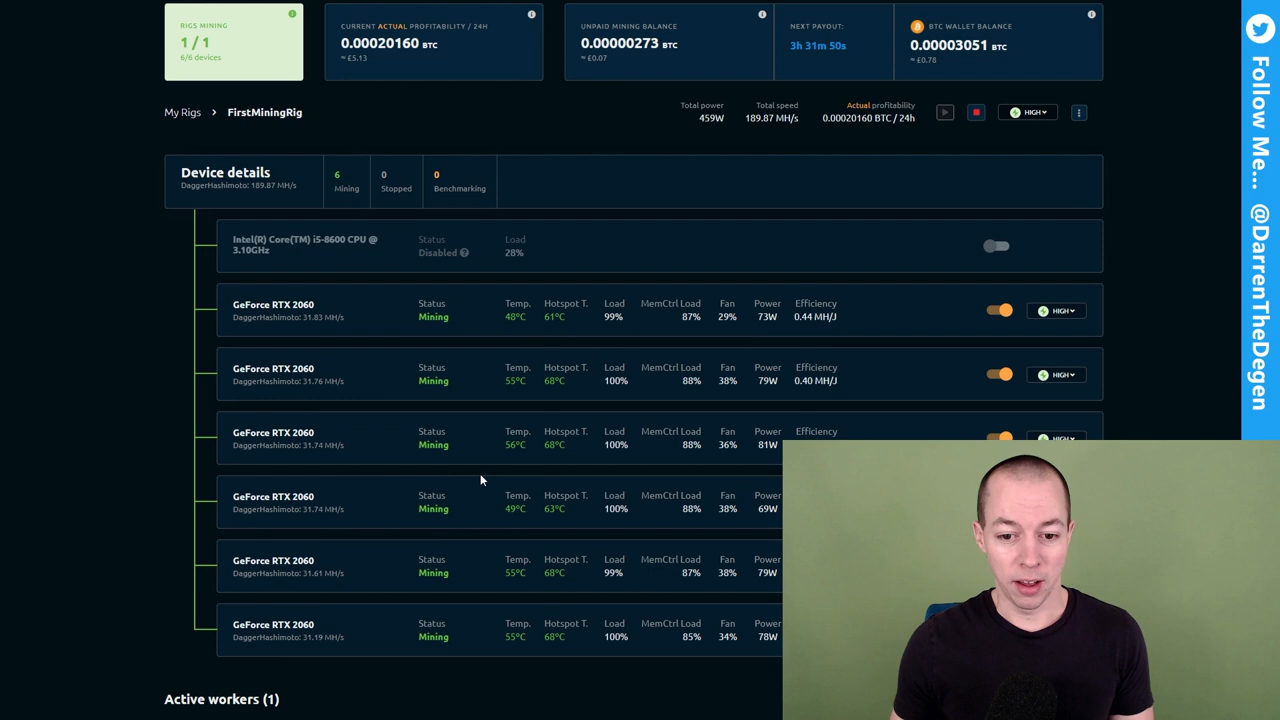 RIGS MINING
1 / 1
6/6 devices
CURRENT ACTUAL PROFITABILITY / 24H
0.00020160 BTC
≈ £5.13
UNPAID MINING BALANCE
0.00000273 BTC
≈ £0.07
NEXT PAYOUT:
3h 31m 50s
BTC WALLET BALANCE
0.00003051 BTC
≈ £0.78
My Rigs > FirstMiningRig
Total power
459W
Total speed
189.87 MH/s
Actual profitability
0.00020160 BTC / 24h
HIGH
Device details
DaggerHashimoto: 189.87 MH/s
6
Mining
0
Stopped
0
Benchmarking
Intel(R) Core(TM) i5-8600 CPU @
3.10GHz
Status
Disabled
Load
28%
GeForce RTX 2060
DaggerHashimoto: 31.83 MH/s
Status Temp. Hotspot T. Load MemCtrl Load Fan Power Efficiency
Mining 48°C 61°C 99% 87% 29% 73W 0.44 MH/J
HIGH
GeForce RTX 2060
DaggerHashimoto: 31.76 MH/s
Status Temp. Hotspot T. Load MemCtrl Load Fan Power Efficiency
Mining 55°C 68°C 100% 88% 38% 79W 0.40 MH/J
HIGH
GeForce RTX 2060
DaggerHashimoto: 31.74 MH/s
Status Temp. Hotspot T. Load MemCtrl Load Fan Power Efficiency
Mining 56°C 68°C 100% 88% 36% 81W
HIGH
GeForce RTX 2060
DaggerHashimoto: 31.74 MH/s
Status Temp. Hotspot T. Load MemCtrl Load Fan Power
Mining 49°C 63°C 100% 88% 38% 69W
GeForce RTX 2060
DaggerHashimoto: 31.61 MH/s
Status Temp. Hotspot T. Load MemCtrl Load Fan Power
Mining 55°C 68°C 99% 87% 38% 79W
GeForce RTX 2060
DaggerHashimoto: 31.19 MH/s
Status Temp. Hotspot T. Load MemCtrl Load Fan Power
Mining 55°C 68°C 100% 85% 34% 78W
Active workers (1)
Follow Me... @DarrenTheDegen